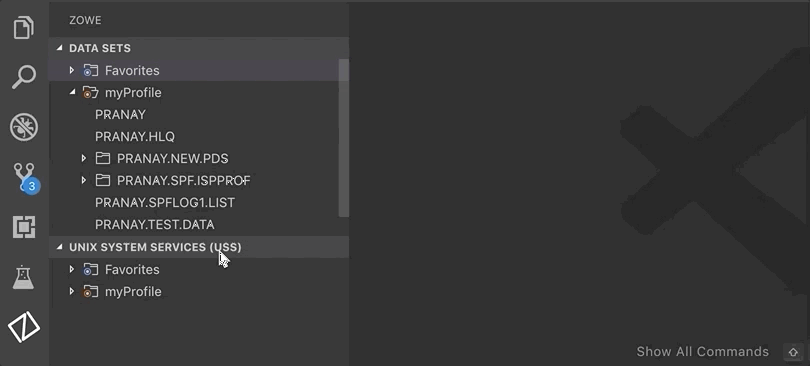 ZOWE
DATA SETS
Favorites
myProfile
PRANAY
PRANAY.HLQ
PRANAY.NEW.PDS
PRANAY.SPF.ISPPROF
PRANAY.SPFLOG1.LIST
PRANAY.TEST.DATA
3
UNIX SYSTEM SERVICES (USS)
Favorites
myProfile
Show All Commands